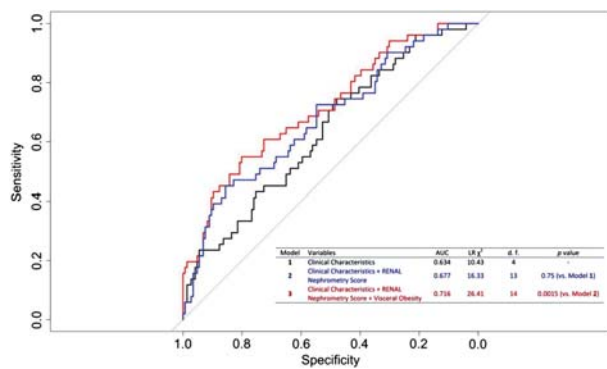 1.0
0.8
0.6
0.4
0.2
0.0
Sensitivity
Model Variables AUC LR χ² d. f. p value
1 Clinical Characteristics 0.634 10.43 4 -
2 Clinical Characteristics + RENAL Nephrometry Score 0.677 16.33 13 0.75 (vs. Model 1)
3 Clinical Characteristics + RENAL Nephrometry Score + Visceral Obesity 0.716 26.41 14 0.0015 (vs. Model 2)
1.0 0.8 0.6 0.4 0.2 0.0
Specificity